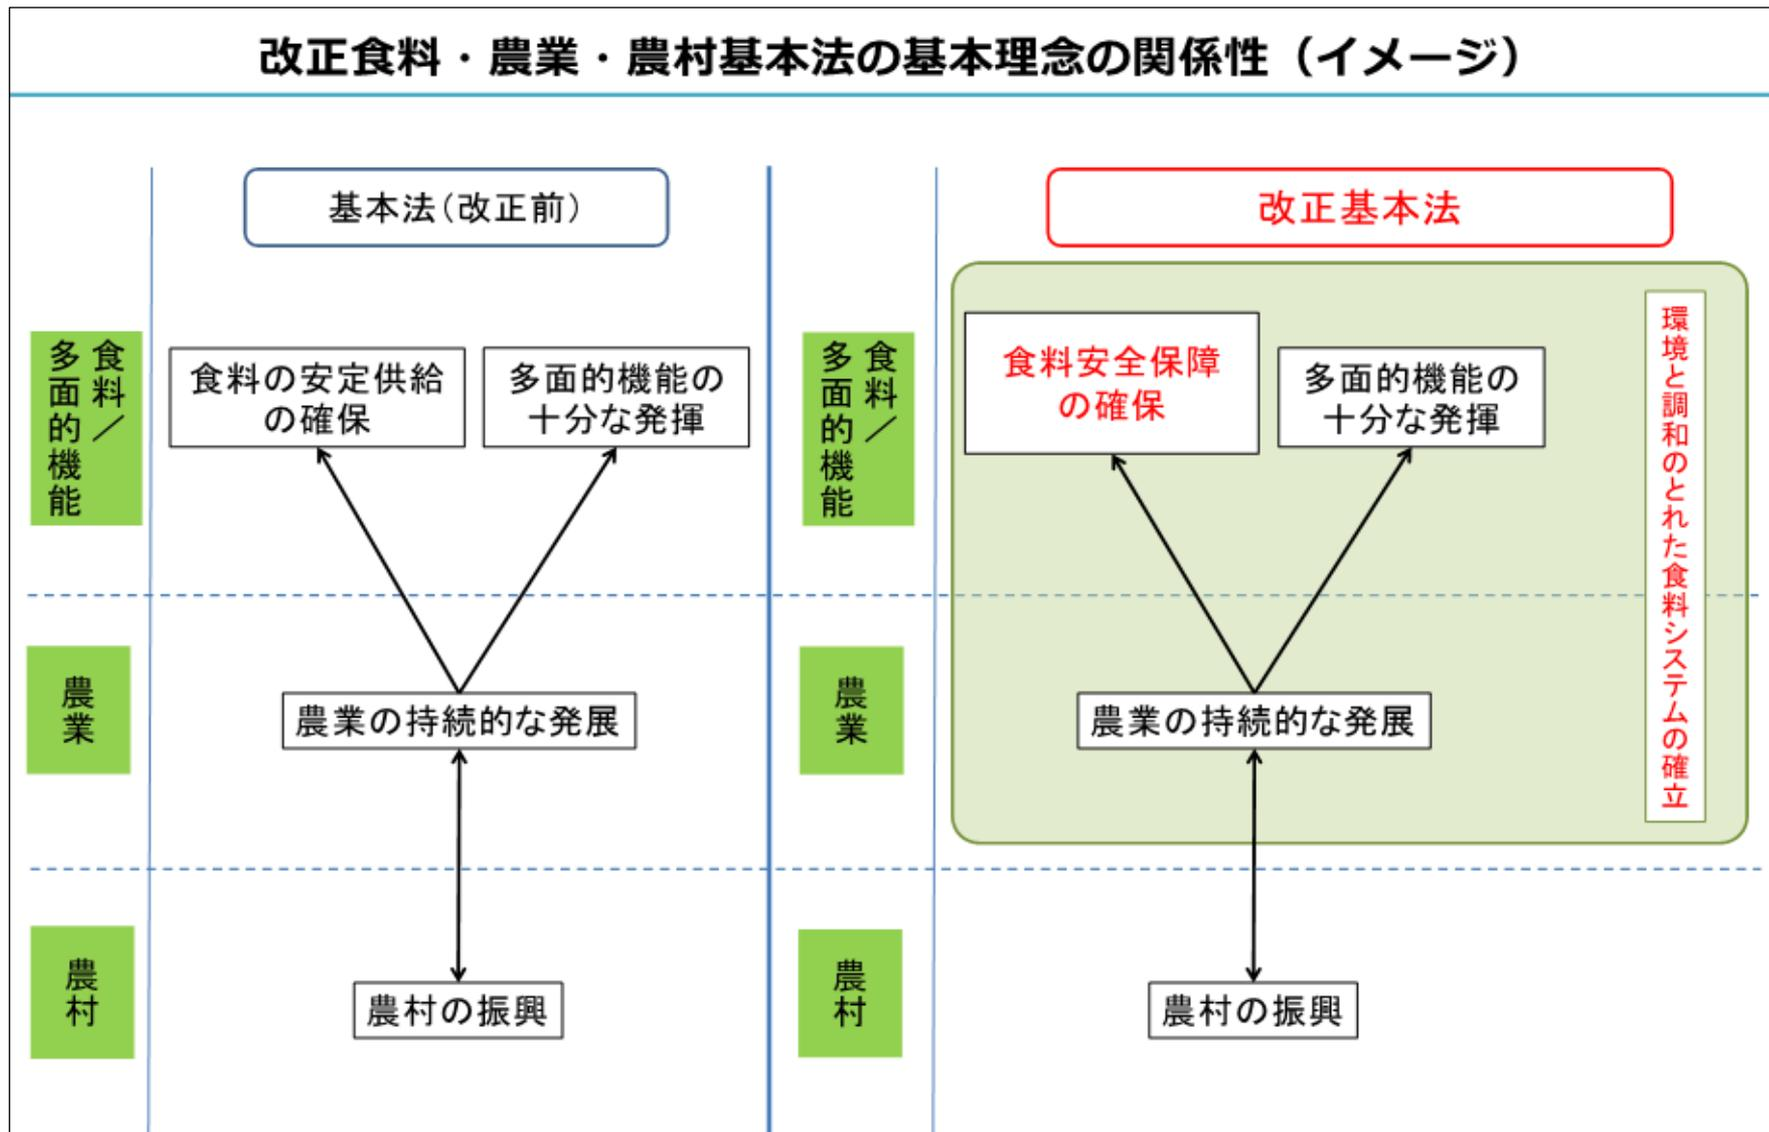 改正食料・農業・農村基本法の基本理念の関係性（イメージ）
基本法（改正前）
食料／
多面的機能
食料の安定供給
の確保
多面的機能の
十分な発揮
農業
農業の持続的な発展
農村
農村の振興
改正基本法
食料／
多面的機能
食料安全保障
の確保
多面的機能の
十分な発揮
環境と調和のとれた食料システムの確立
農業
農業の持続的な発展
農村
農村の振興